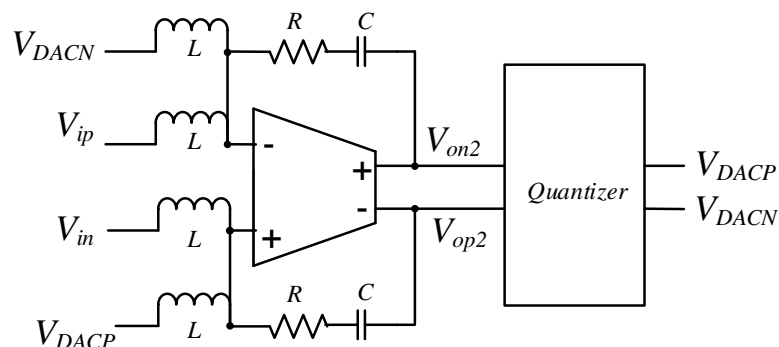 R C
V_DACN L
V_ip L
-
+ V_on2
V_DACP
Quantizer
- V_op2
V_DACN
V_in L
+
R C
V_DACP L